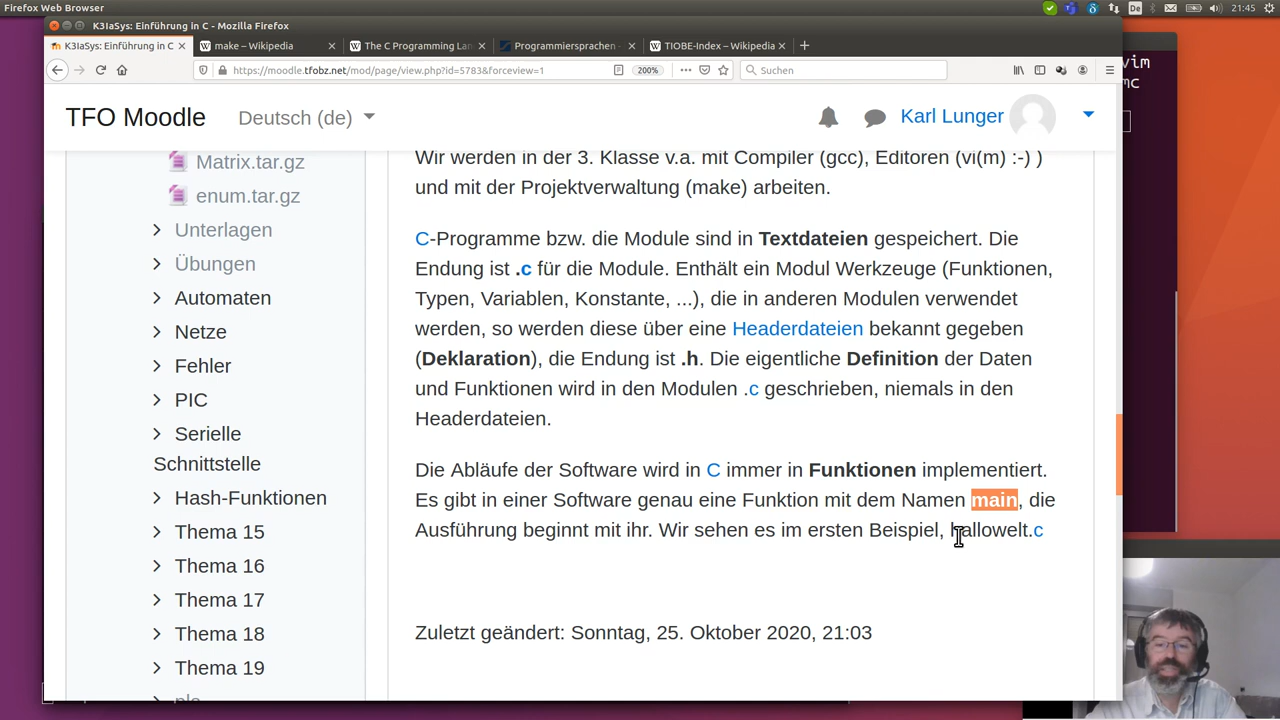 Firefox Web Browser
De
21:45
K3IaSys: Einführung in C - Mozilla Firefox
K3IaSys: Einführung in C
make – Wikipedia
The C Programming Lan
Programmiersprachen -
TIOBE-Index – Wikipedia
https://moodle.tfobz.net/mod/page/view.php?id=5783&forceview=1
200%
Suchen
vim
mc
TFO Moodle
Deutsch (de)
Karl Lunger
Matrix.tar.gz
enum.tar.gz
Unterlagen
Übungen
Automaten
Netze
Fehler
PIC
Serielle
Schnittstelle
Hash-Funktionen
Thema 15
Thema 16
Thema 17
Thema 18
Thema 19
Wir werden in der 3. Klasse v.a. mit Compiler (gcc), Editoren (vi(m) :-) )
und mit der Projektverwaltung (make) arbeiten.
C-Programme bzw. die Module sind in Textdateien gespeichert. Die
Endung ist .c für die Module. Enthält ein Modul Werkzeuge (Funktionen,
Typen, Variablen, Konstante, ...), die in anderen Modulen verwendet
werden, so werden diese über eine Headerdateien bekannt gegeben
(Deklaration), die Endung ist .h. Die eigentliche Definition der Daten
und Funktionen wird in den Modulen .c geschrieben, niemals in den
Headerdateien.
Die Abläufe der Software wird in C immer in Funktionen implementiert.
Es gibt in einer Software genau eine Funktion mit dem Namen main, die
Ausführung beginnt mit ihr. Wir sehen es im ersten Beispiel, hallowelt.c
Zuletzt geändert: Sonntag, 25. Oktober 2020, 21:03